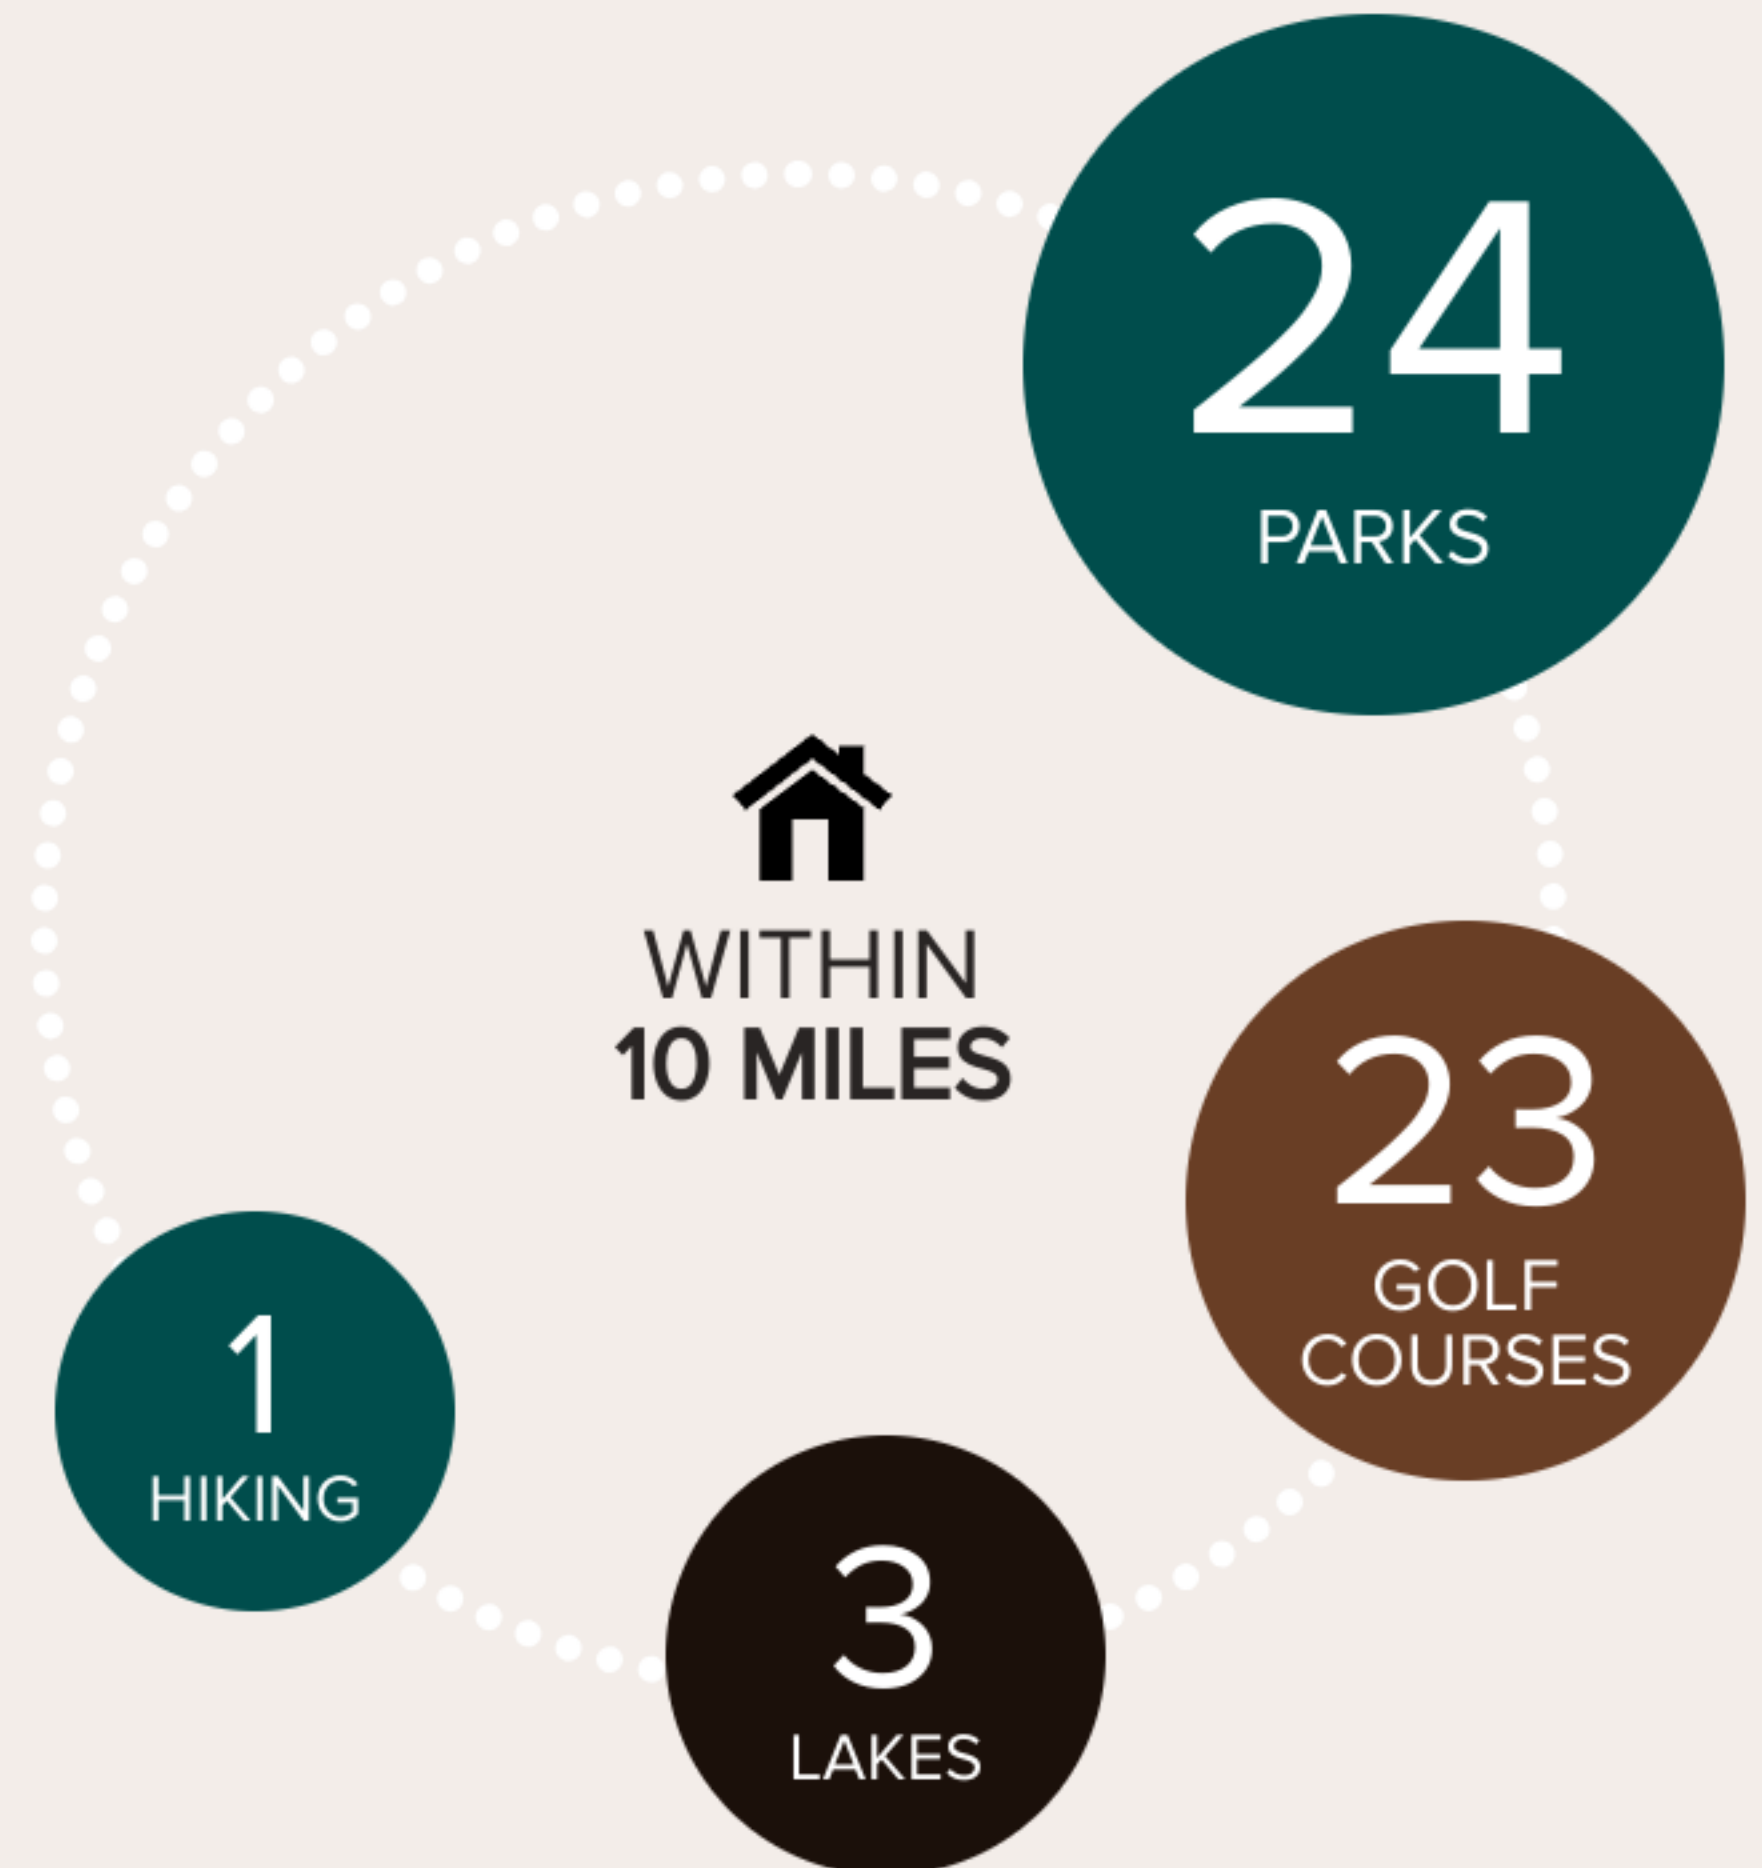 24
PARKS
WITHIN
10 MILES
23
GOLF
COURSES
1
HIKING
3
LAKES